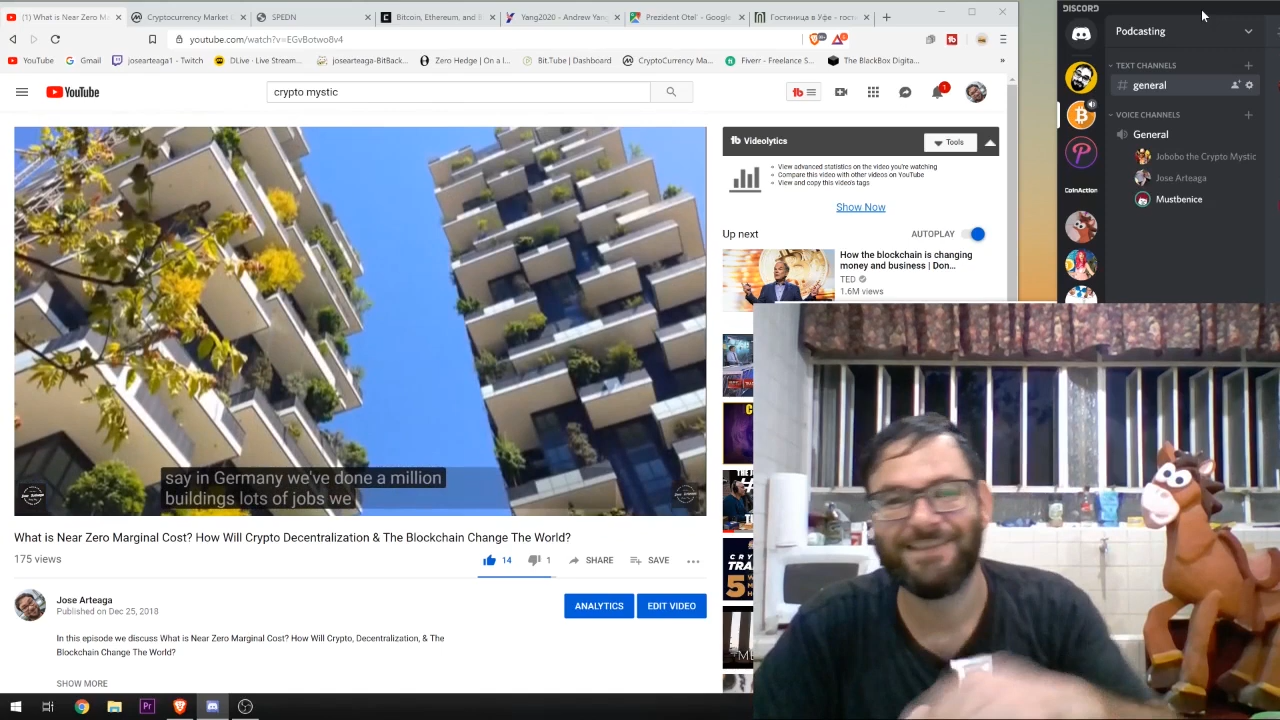 (1) What is Near Zero M
Cryptocurrency Market
SPEDN
Bitcoin, Ethereum, and
Yang2020 - Andrew Yang
Prezident Otel' - Google
Гостиница в Уфе - гост
youtube.com/watch?v=EGvBotwo8v4
YouTube
Gmail
josearteaga1 - Twitch
DLive · Live Stream...
josearteaga-BitBack...
Zero Hedge | On a l...
Bit.Tube | Dashboard
CryptoCurrency Ma...
Fiverr - Freelance S...
The BlackBox Digita...
YouTube
crypto mystic
1
say in Germany we've done a million
buildings lots of jobs we
What is Near Zero Marginal Cost? How Will Crypto Decentralization & The Blockchain Change The World?
175 views
14
1
SHARE
SAVE
Jose Arteaga
Published on Dec 25, 2018
ANALYTICS
EDIT VIDEO
In this episode we discuss What is Near Zero Marginal Cost? How Will Crypto, Decentralization, & The
Blockchain Change The World?
SHOW MORE
Videolytics
Tools
View advanced statistics on the video you're watching
Compare this video with other videos on YouTube
View and copy this video's tags
Show Now
Up next
AUTOPLAY
How the blockchain is changing
money and business | Don...
TED
1.6M views
DISCORD
Podcasting
TEXT CHANNELS
# general
VOICE CHANNELS
General
Jobobo the Crypto Mystic
Jose Arteaga
Mustbenice
COINACTION